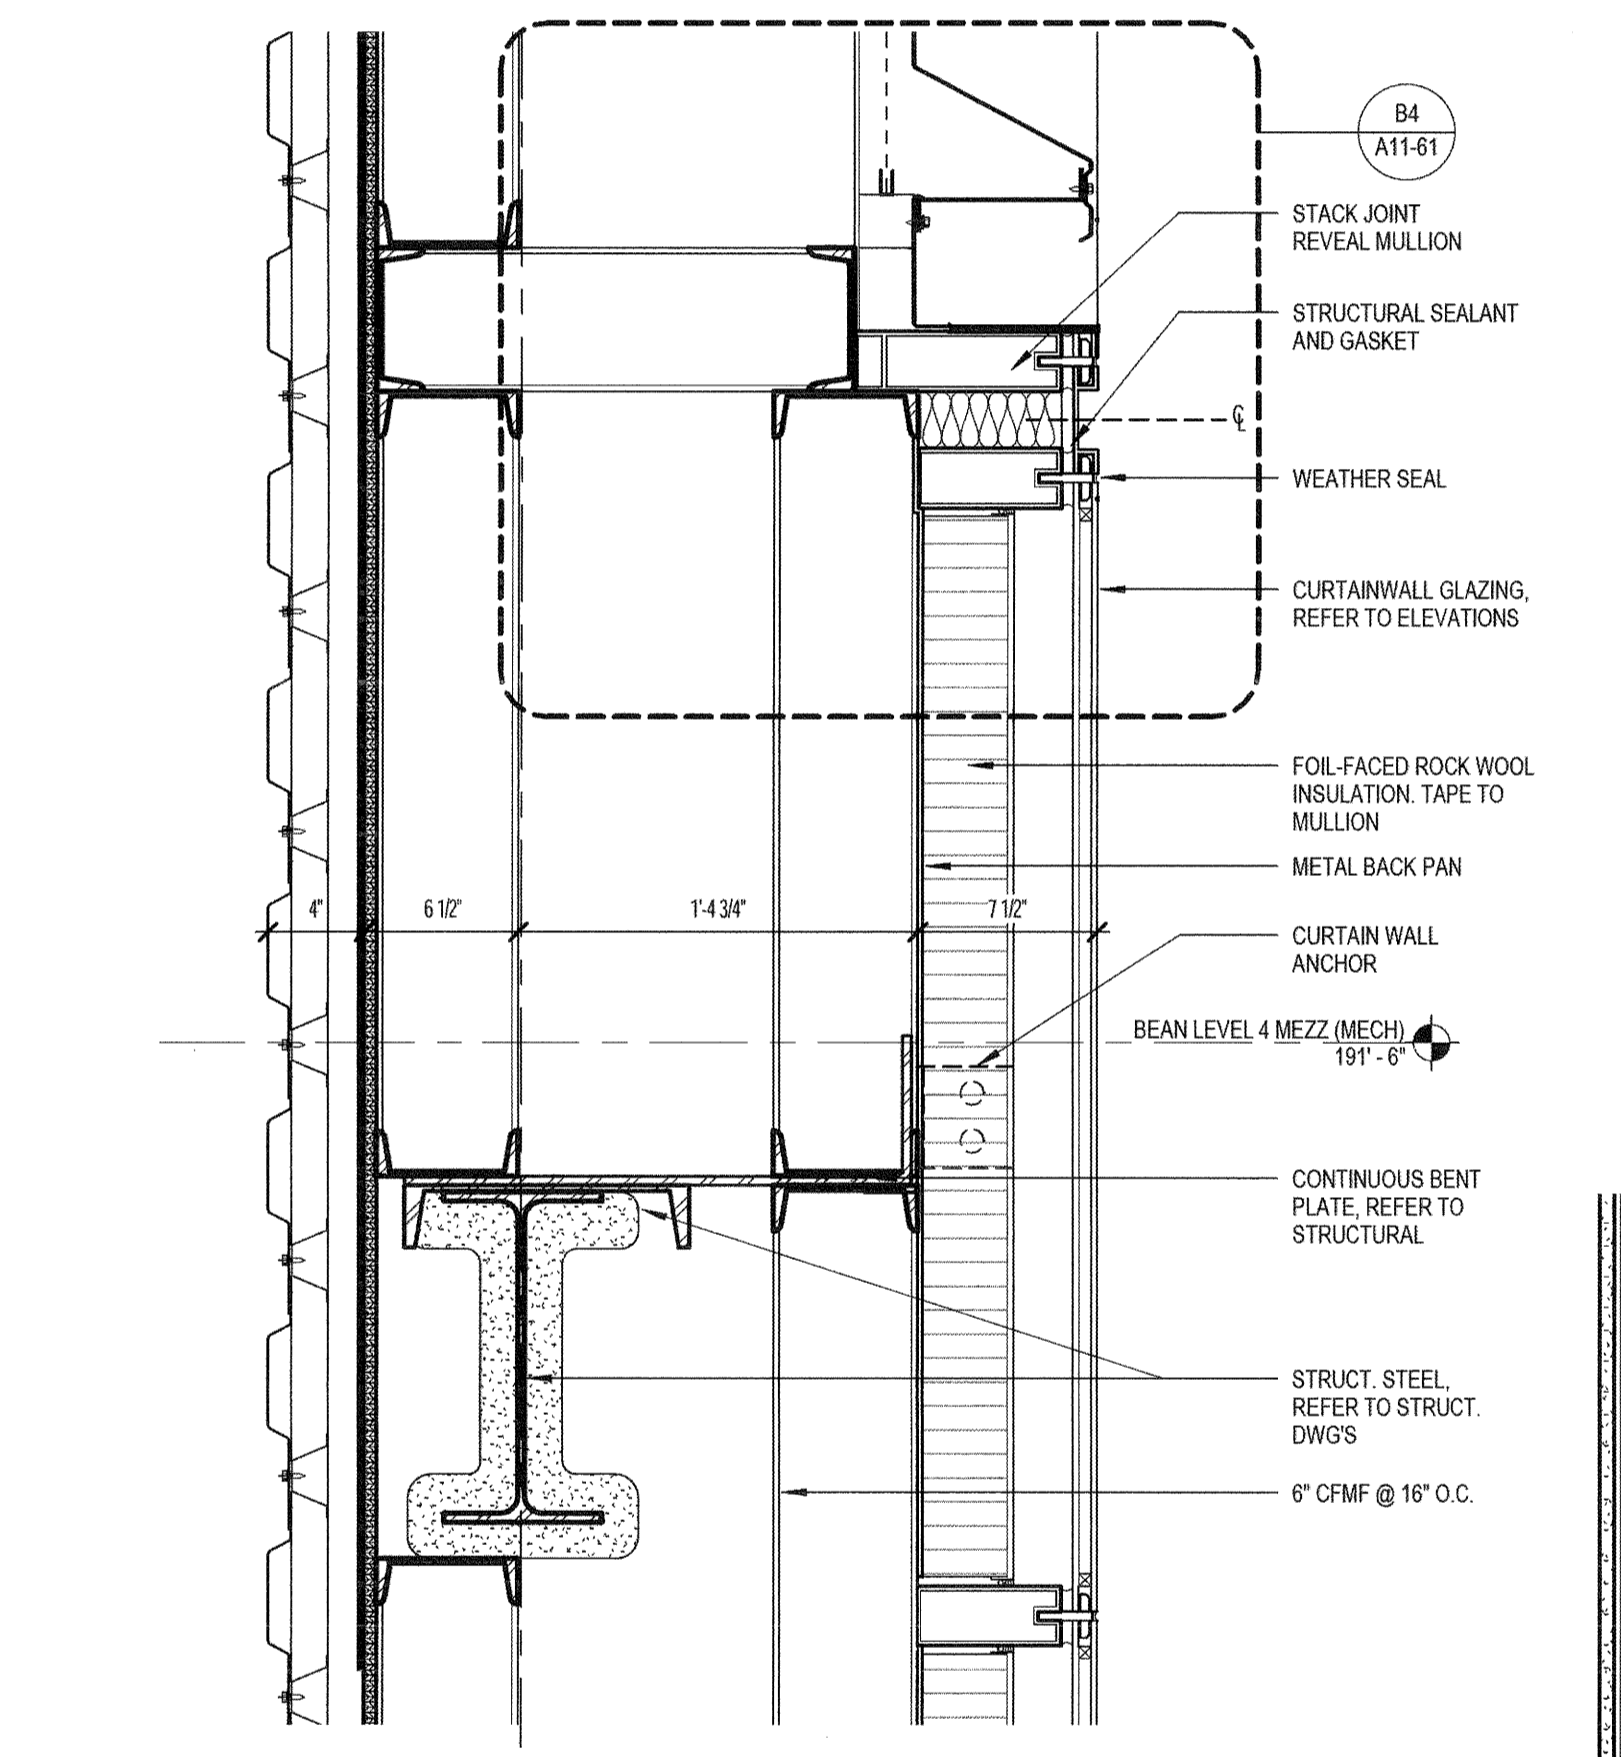 B4
A11-61
STACK JOINT
REVEAL MULLION
STRUCTURAL SEALANT
AND GASKET
℄
WEATHER SEAL
CURTAINWALL GLAZING,
REFER TO ELEVATIONS
FOIL-FACED ROCK WOOL
INSULATION. TAPE TO
MULLION
METAL BACK PAN
4" 6 1/2" 1'-4 3/4" 7 1/2"
CURTAIN WALL
ANCHOR
BEAN LEVEL 4 MEZZ (MECH)
191' - 6"
CONTINUOUS BENT
PLATE, REFER TO
STRUCTURAL
STRUCT. STEEL,
REFER TO STRUCT.
DWG'S
6" CFMF @ 16" O.C.